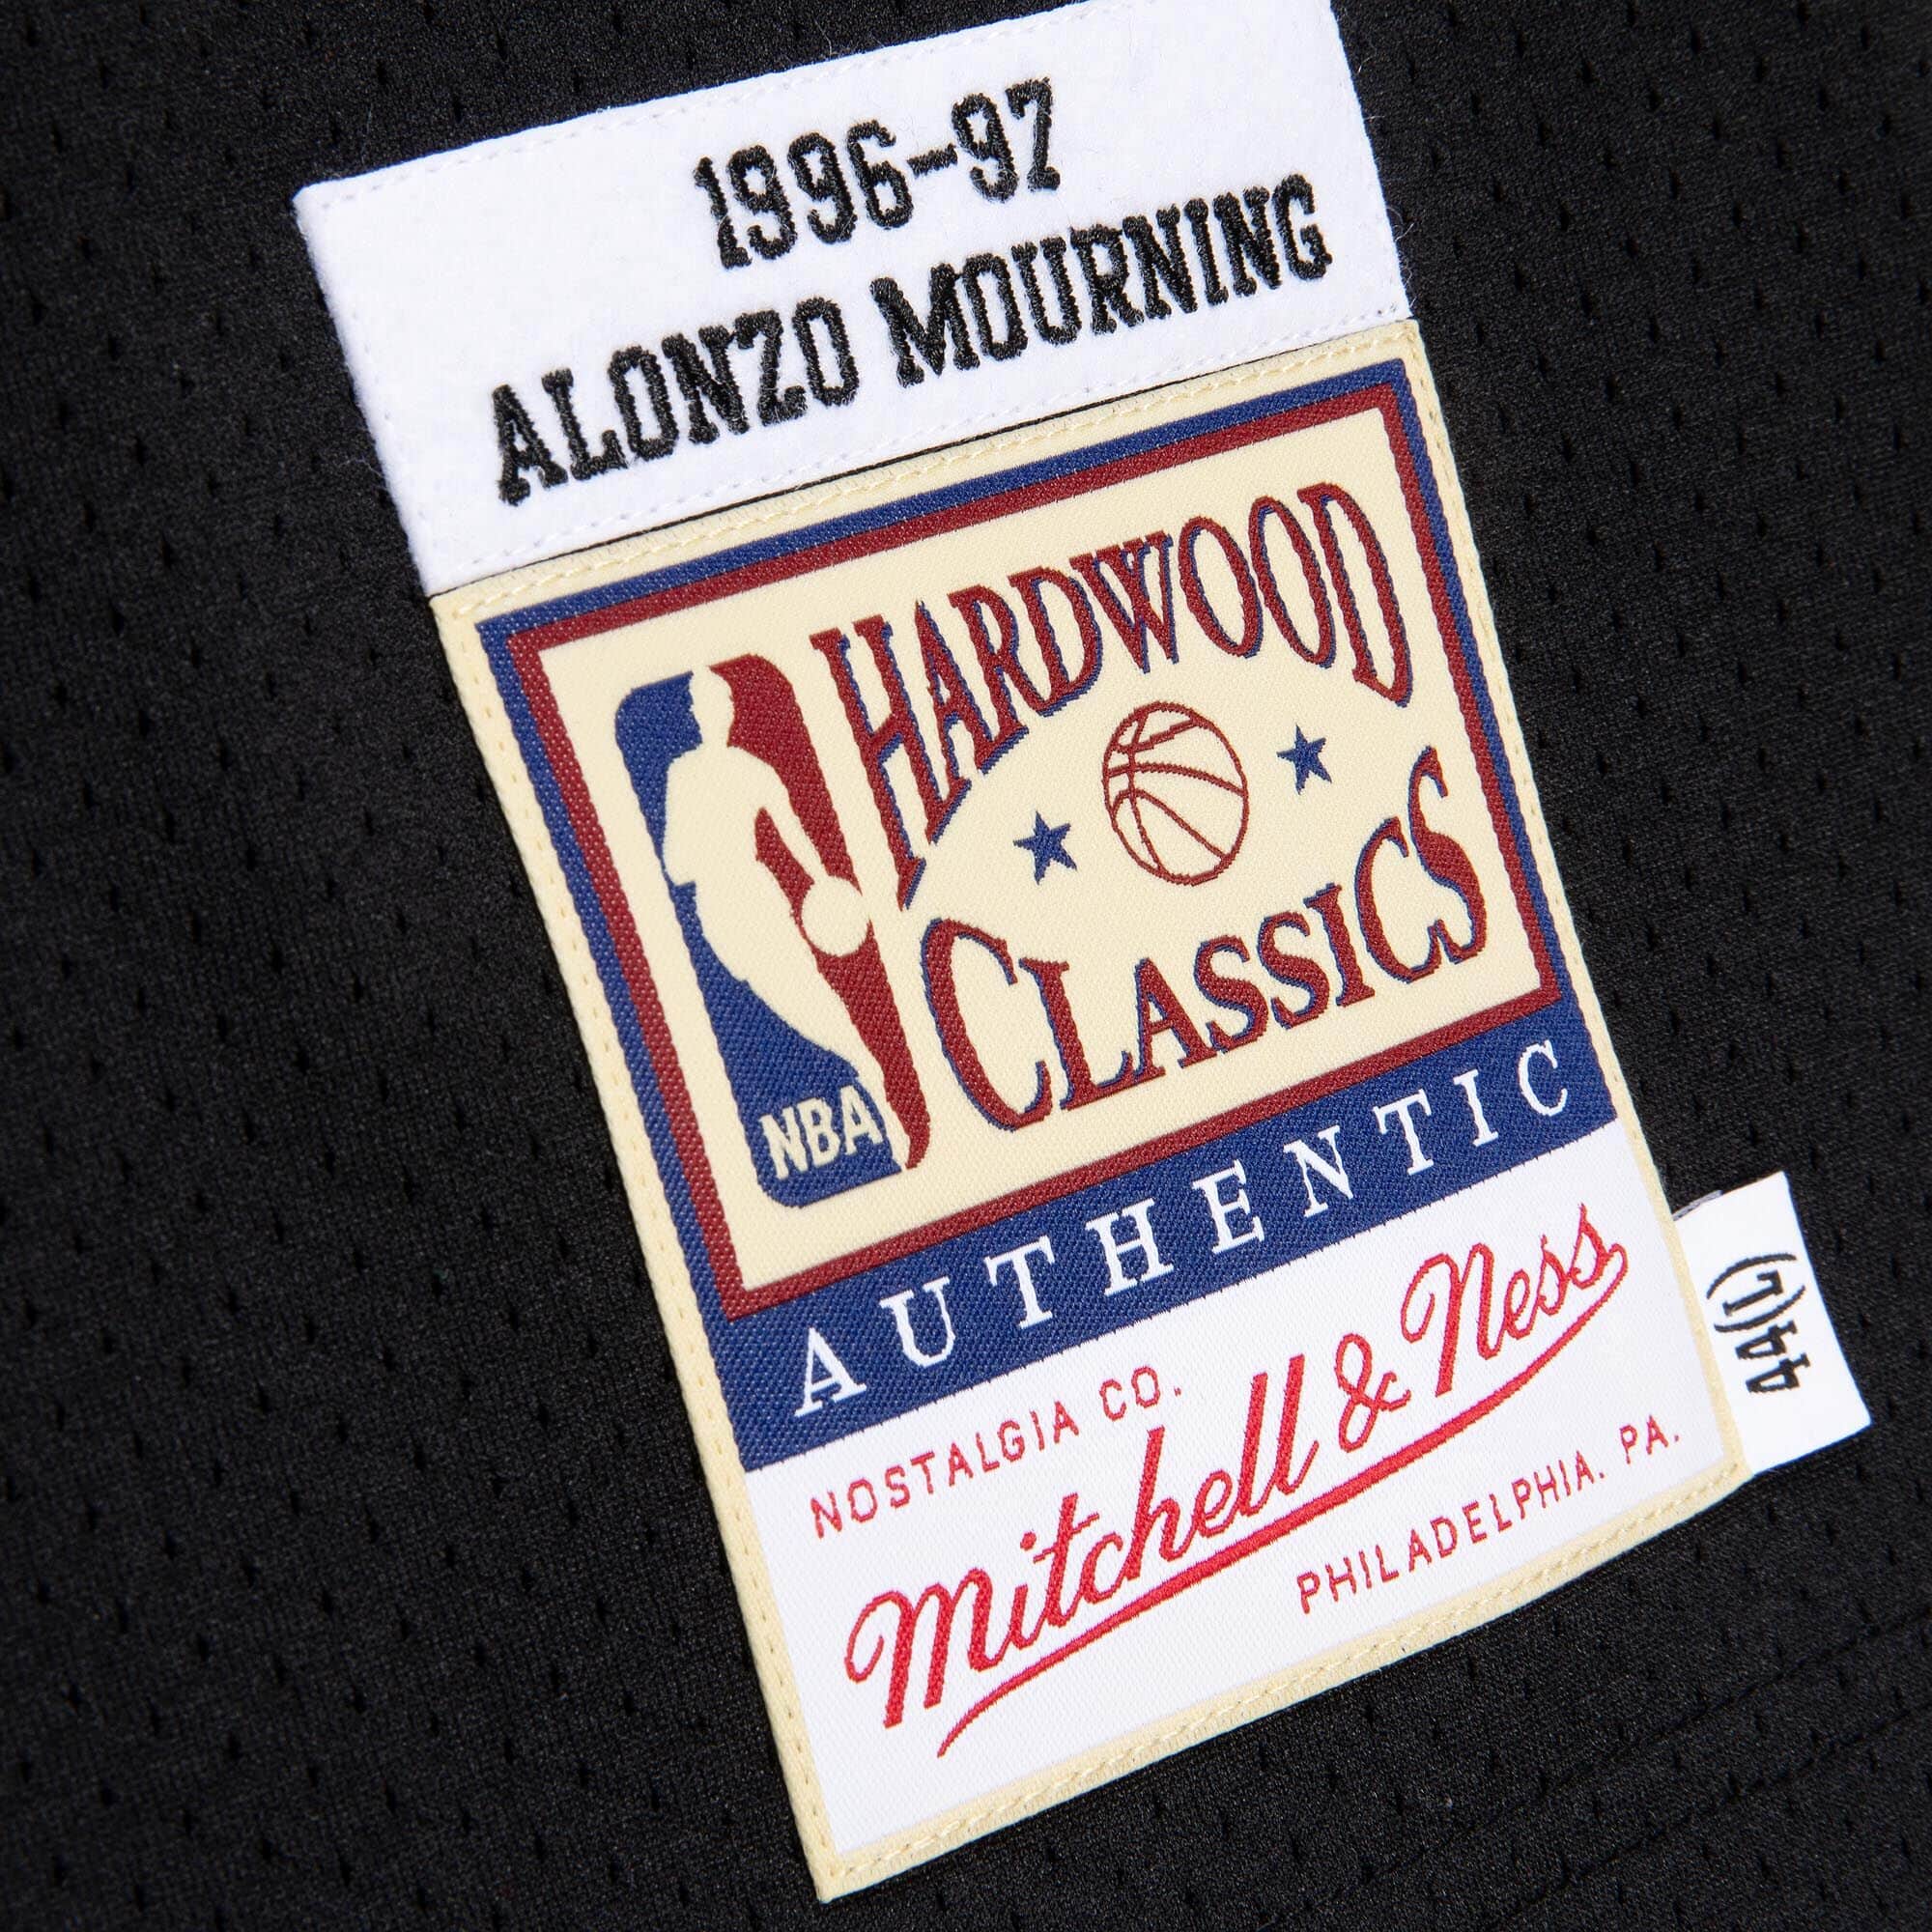 1996-97
ALONZO MOURNING
HARDWOOD
CLASSICS
NBA
AUTHENTIC
NOSTALGIA CO.
Mitchell & Ness
PHILADELPHIA. PA.
44(L)